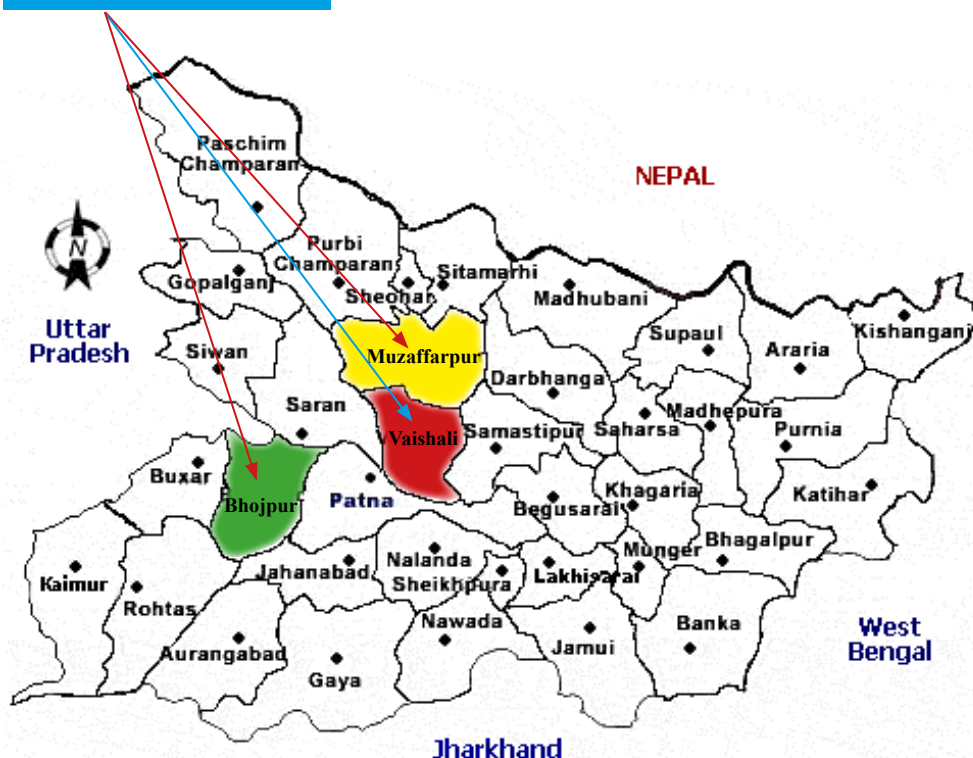 Paschim
Champaran
NEPAL
N
Purbi
Champaran
Sitamarhi
Gopalganj
Sheohar
Madhubani
Uttar
Pradesh
Supaul
Kishanganj
Siwan
Muzaffarpur
Araria
Darbhanga
Saran
Madhepura
Vaishali
Samastipur
Saharsa
Purnia
Buxar
Patna
Bhojpur
Begusarai
Khagaria
Katihar
Bhagalpur
Munger
Nalanda
Jahanabad
Sheikhpura
Lakhisarai
Kaimur
Rohtas
Nawada
Banka
West
Bengal
Aurangabad
Jamui
Gaya
Jharkhand